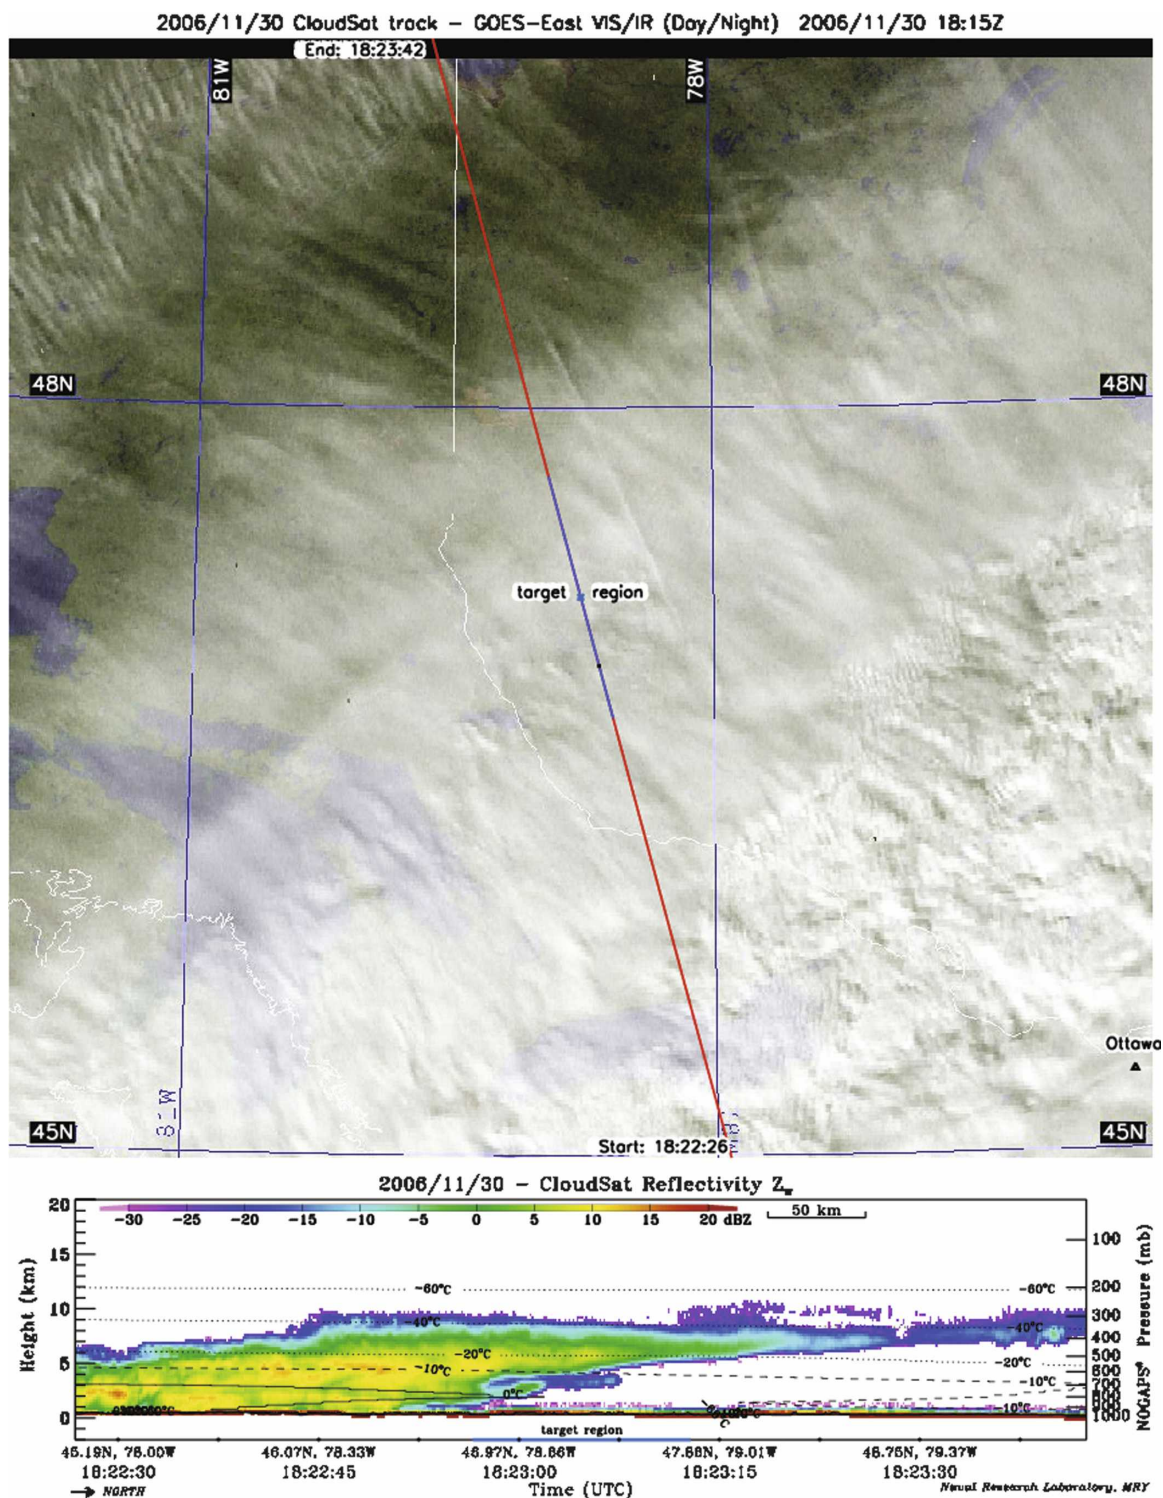 2006/11/30 CloudSat track - GOES-East VIS/IR (Day/Night) 2006/11/30 18:15Z
End: 18:23:42
81W
78W
48N
48N
target region
Ottawa
81W
45N
Start: 18:22:26
45N
2006/11/30 - CloudSat Reflectivity Z
-30 -25 -20 -15 -10 -5 0 5 10 15 20 dBZ
50 km
20
15
10
5
0
Height (km)
100
200
300
400
500
600
700
800
900
1000
NOGAPS Pressure (mb)
-60°C
-60°C
-40°C
-40°C
-20°C
-20°C
-10°C
-10°C
0°C
-10°C
target region
45.19N, 78.00W 46.07N, 78.33W 46.97N, 78.66W 47.88N, 79.01W 48.75N, 79.37W
18:22:30 18:22:45 18:23:00 18:23:15 18:23:30
NORTH
Time (UTC)
Naval Research Laboratory, MRY